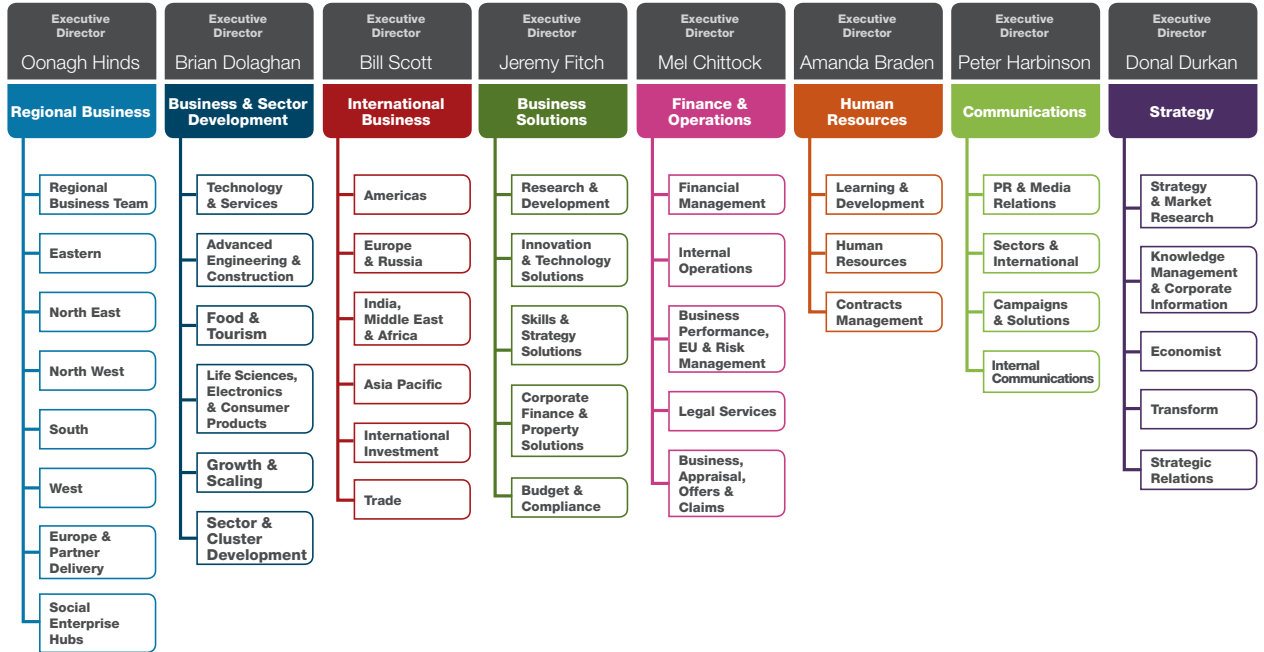 Executive
Director
Oonagh Hinds
Regional Business
Regional
Business Team
Eastern
North East
North West
South
West
Europe &
Partner
Delivery
Social
Enterprise
Hubs
Executive
Director
Brian Dolaghan
Business & Sector
Development
Technology
& Services
Advanced
Engineering &
Construction
Food &
Tourism
Life Sciences,
Electronics
& Consumer
Products
Growth &
Scaling
Sector &
Cluster
Development
Executive
Director
Bill Scott
International
Business
Americas
Europe
& Russia
India,
Middle East
& Africa
Asia Pacific
International
Investment
Trade
Executive
Director
Jeremy Fitch
Business
Solutions
Research &
Development
Innovation
& Technology
Solutions
Skills &
Strategy
Solutions
Corporate
Finance &
Property
Solutions
Budget &
Compliance
Executive
Director
Mel Chittock
Finance &
Operations
Financial
Management
Internal
Operations
Business
Performance,
EU & Risk
Management
Legal Services
Business,
Appraisal,
Offers &
Claims
Executive
Director
Amanda Braden
Human
Resources
Learning &
Development
Human
Resources
Contracts
Management
Executive
Director
Peter Harbinson
Communications
PR & Media
Relations
Sectors &
International
Campaigns
& Solutions
Internal
Communications
Executive
Director
Donal Durkan
Strategy
Strategy
& Market
Research
Knowledge
Management
& Corporate
Information
Economist
Transform
Strategic
Relations